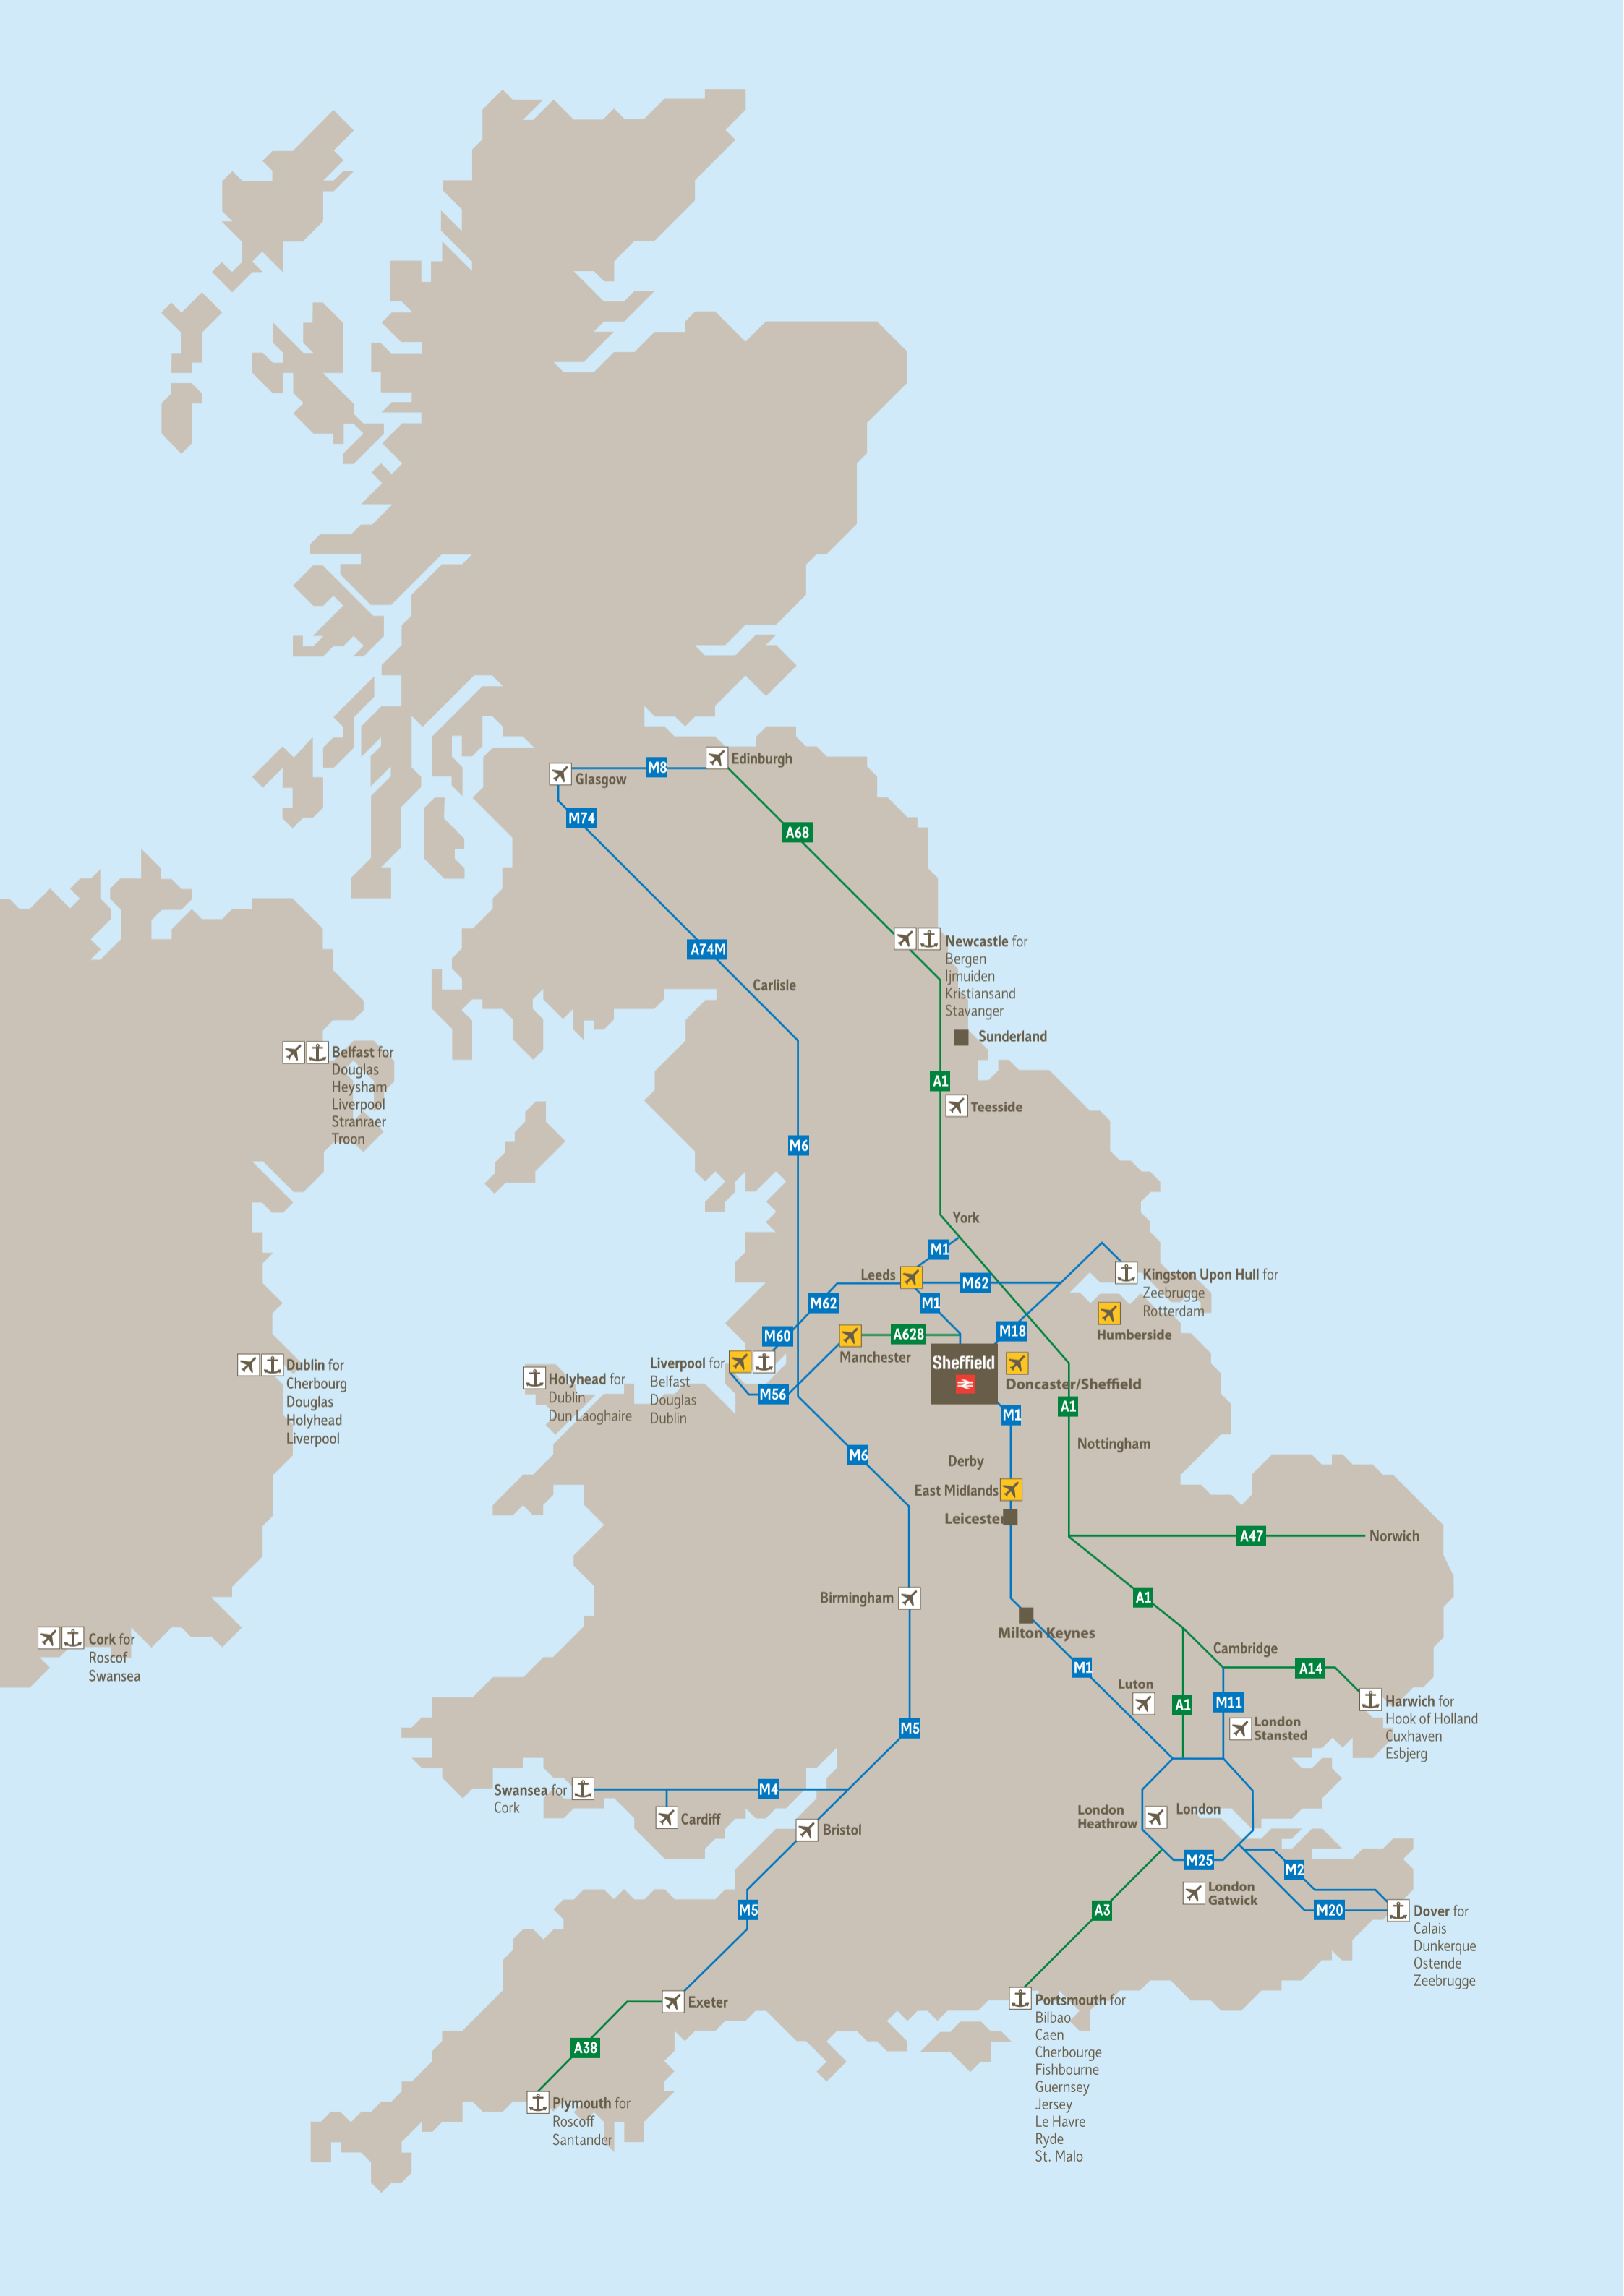 Edinburgh
M8
Glasgow
M74
A68
Newcastle for
Bergen
Ijmuiden
Kristiansand
Stavanger
A74M
Carlisle
Sunderland
Belfast for
Douglas
Heysham
Liverpool
Stranraer
Troon
A1
Teesside
M6
York
M1
Leeds
M62
Kingston Upon Hull for
Zeebrugge
Rotterdam
M62
M1
Humberside
M60
A628
M18
Manchester
Sheffield
Doncaster/Sheffield
Liverpool for
Belfast
Douglas
Dublin
M56
Dublin for
Cherbourg
Douglas
Holyhead
Liverpool
Holyhead for
Dublin
Dun Laoghaire
M1
A1
Nottingham
M6
Derby
East Midlands
Leicester
A47
Norwich
Birmingham
A1
Milton Keynes
Cork for
Roscof
Swansea
Cambridge
M1
A14
Luton
A1
M11
Harwich for
Hook of Holland
Cuxhaven
Esbjerg
London
Stansted
M5
Swansea for
Cork
M4
Cardiff
Bristol
London
Heathrow
London
M25
M2
London
Gatwick
M5
A3
M20
Dover for
Calais
Dunkerque
Ostende
Zeebrugge
Exeter
A38
Portsmouth for
Bilbao
Caen
Cherbourge
Fishbourne
Guernsey
Jersey
Le Havre
Ryde
St. Malo
Plymouth for
Roscoff
Santander